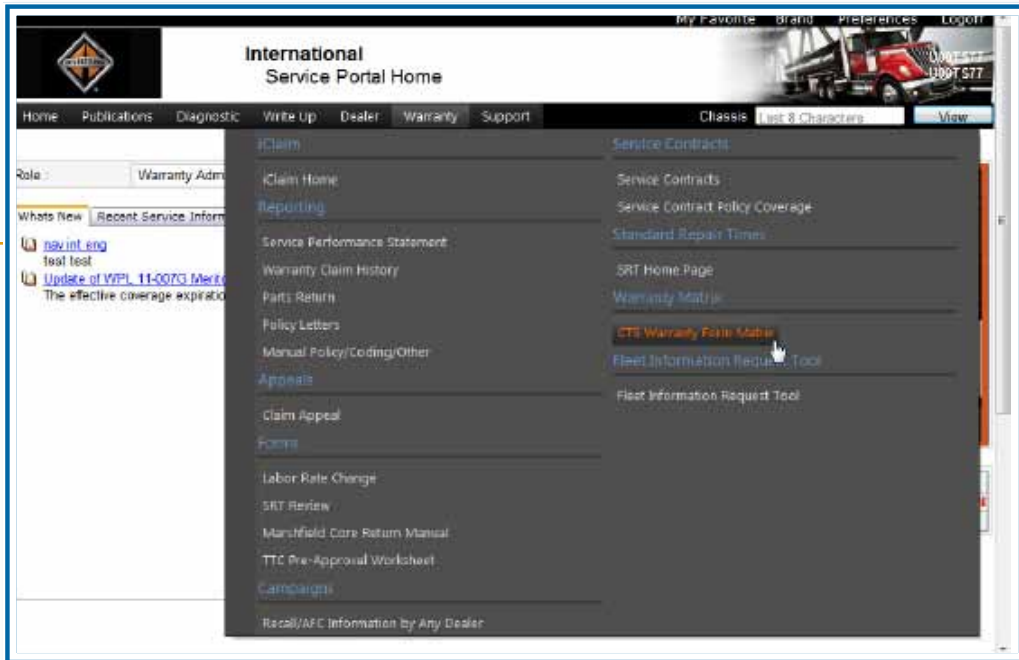 My Favorite Brand Preferences Logoff
International
Service Portal Home
U00TS77
U00TS77
Home Publications Diagnostic Write Up Dealer Warranty Support Chassis Last 8 Characters View
Role : Warranty Adm
Whats New Recent Service Inform
nav int eng
test test
Update of WPL 11-007G Merito
The effective coverage expiratio
iClaim
iClaim Home
Reporting
Service Performance Statement
Warranty Claim History
Parts Return
Policy Letters
Manual Policy/Coding/Other
Appeals
Claim Appeal
Forms
Labor Rate Change
SRT Review
Marshfield Core Return Manual
TTC Pre-Approval Worksheet
Campaigns
Recall/AFC Information by Any Dealer
Service Contracts
Service Contracts
Service Contract Policy Coverage
Standard Repair Times
SRT Home Page
Warranty Matrix
CTS Warranty Form Matrix
Fleet Information Request Tool
Fleet Information Request Tool